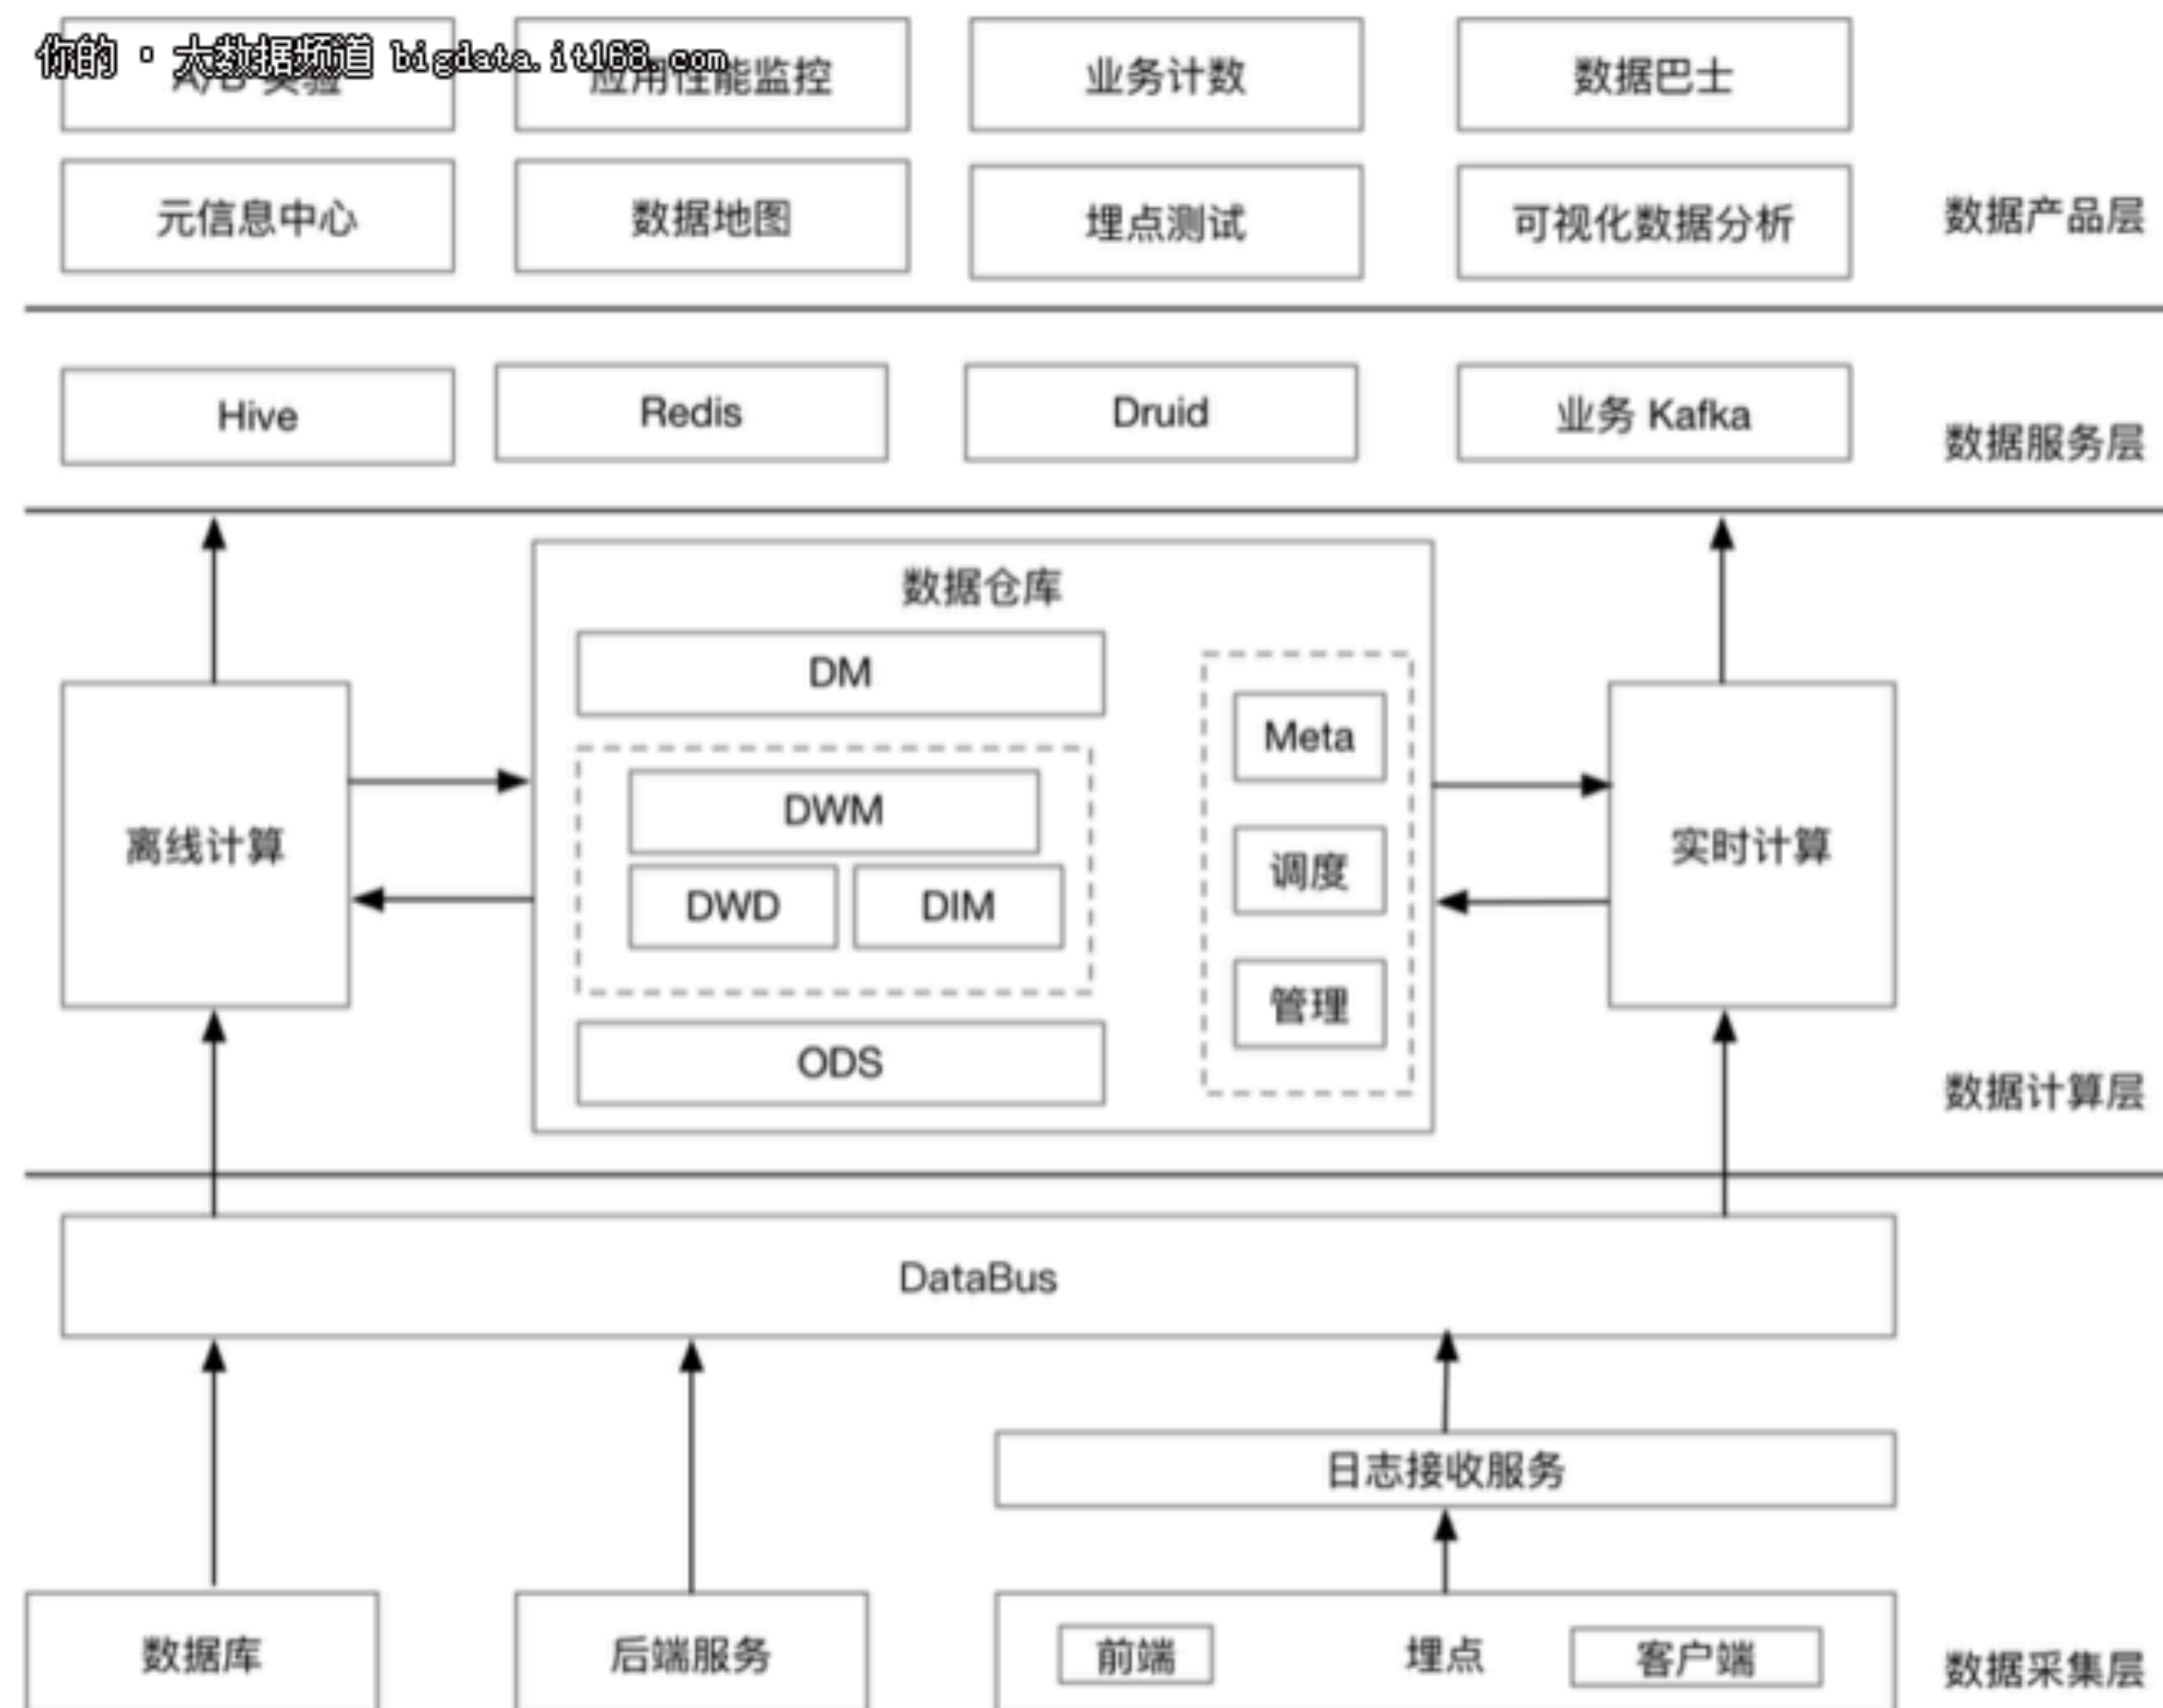 你的 · 大数据频道 bigdata.it168.com
A/B 实验 应用性能监控 业务计数 数据巴士
元信息中心 数据地图 埋点测试 可视化数据分析 数据产品层
Hive Redis Druid 业务 Kafka 数据服务层
数据仓库
DM
Meta
DWM
离线计算 调度 实时计算
DWD DIM
管理
ODS
数据计算层
DataBus
日志接收服务
数据库 后端服务 前端 埋点 客户端 数据采集层